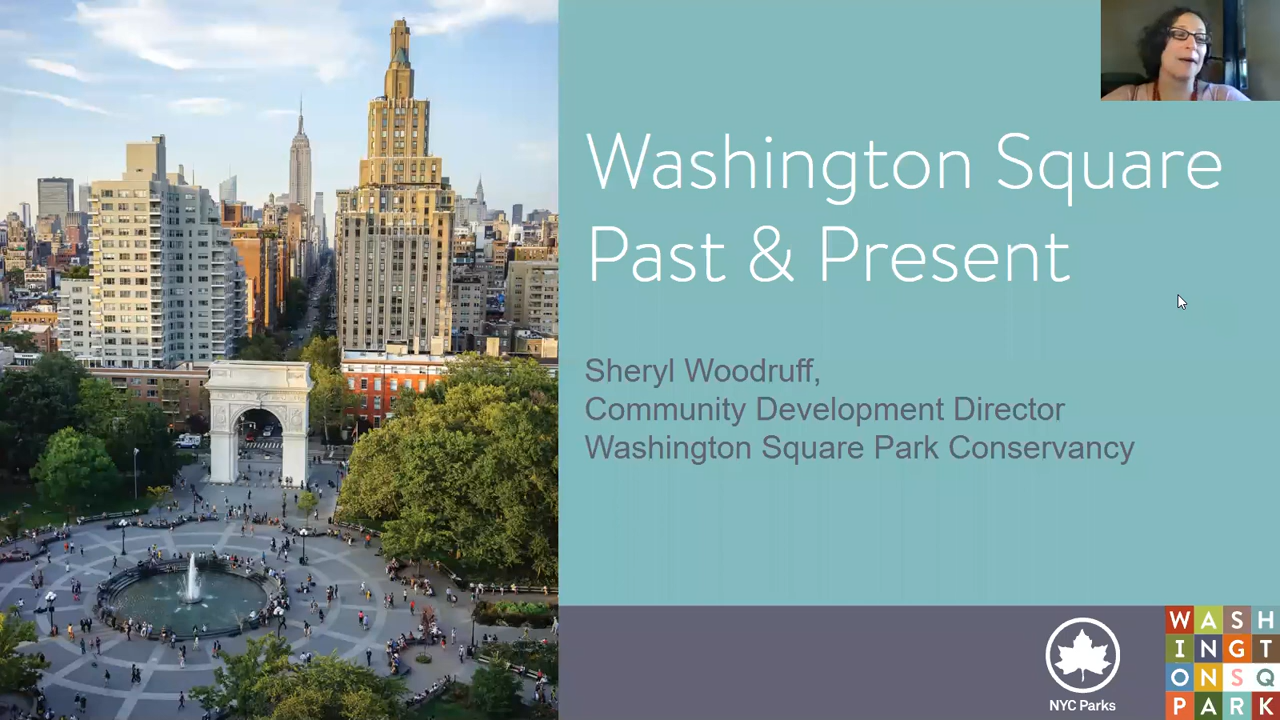 Washington Square
Past & Present
Sheryl Woodruff,
Community Development Director
Washington Square Park Conservancy
NYC Parks
WASH
INGT
ONSQ
PARK